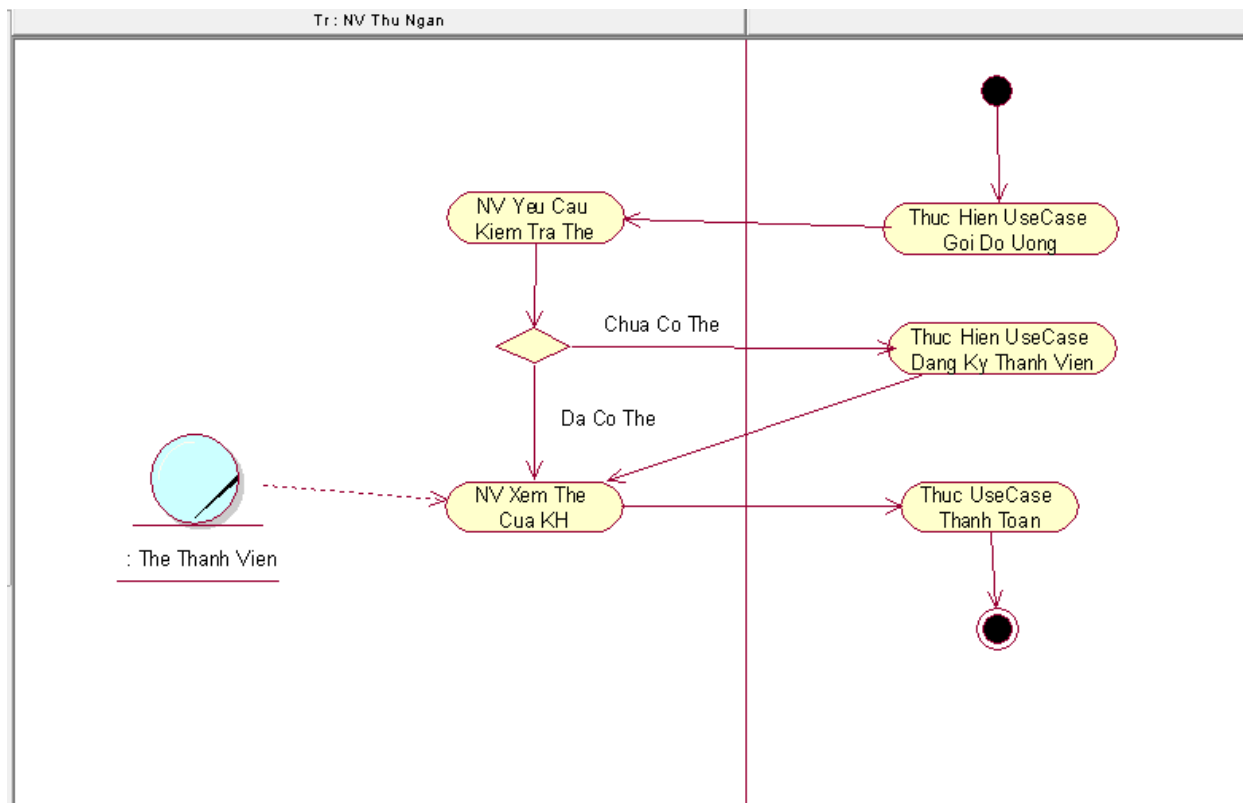 Tr : NV Thu Ngan
NV Yeu Cau
Kiem Tra The
Thuc Hien UseCase
Goi Do Uong
Chua Co The
Thuc Hien UseCase
Dang Ky Thanh Vien
Da Co The
NV Xem The
Cua KH
Thuc UseCase
Thanh Toan
: The Thanh Vien